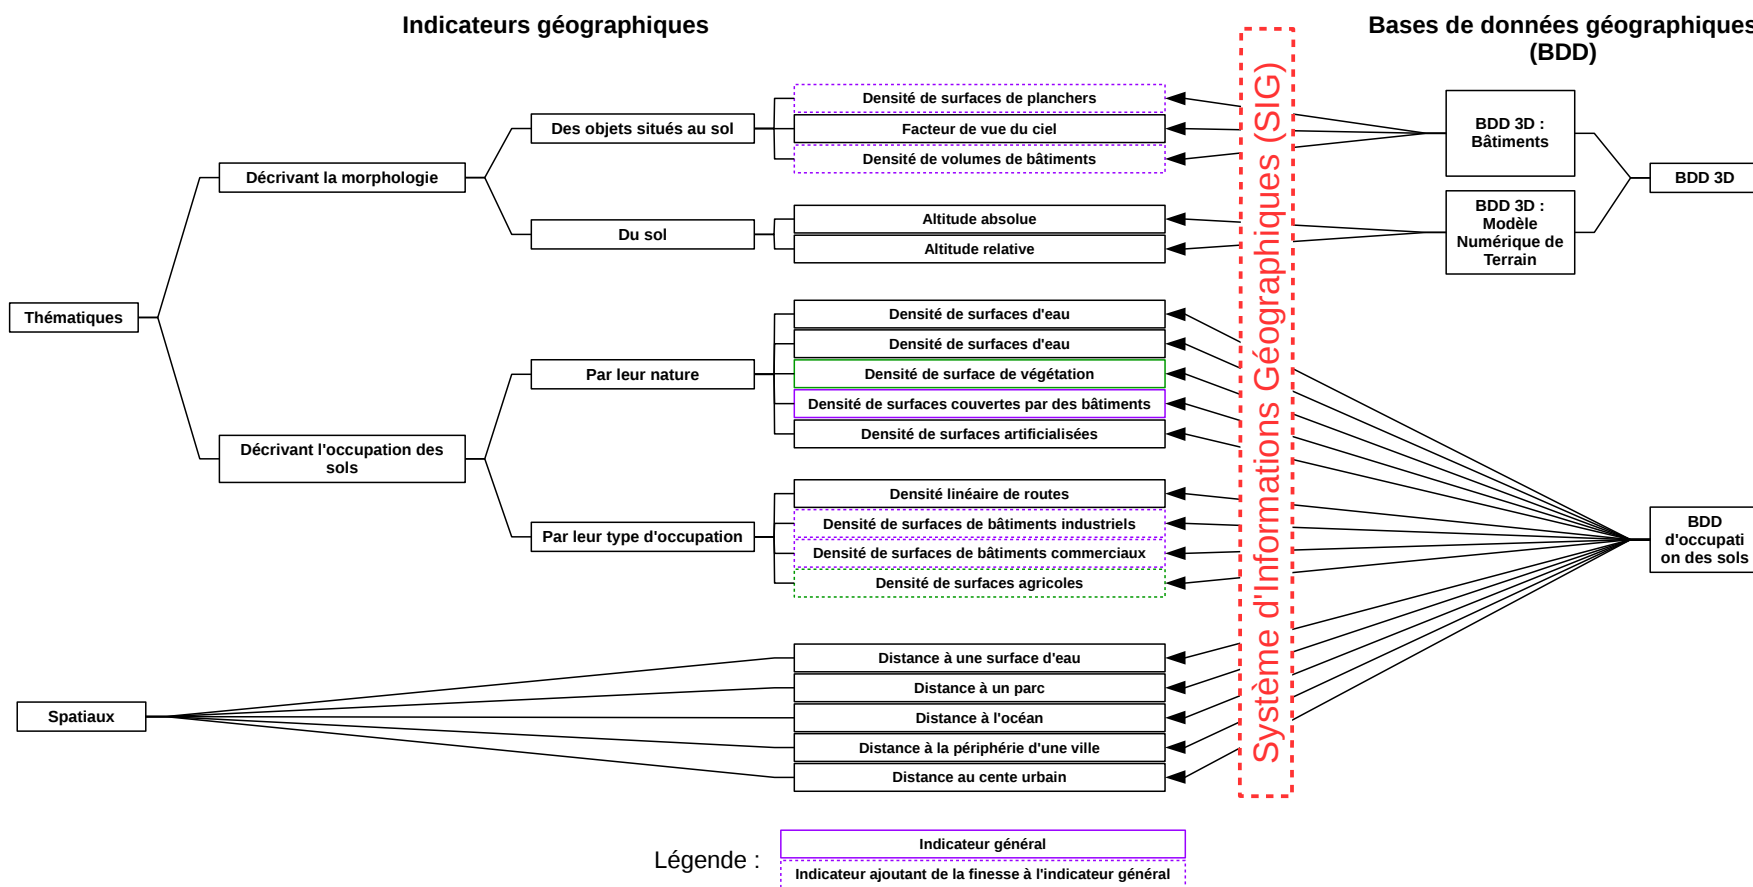 Indicateurs géographiques
Bases de données géographiques
(BDD)
Densité de surfaces de planchers
Des objets situés au sol
Facteur de vue du ciel
Densité de volumes de bâtiments
Décrivant la morphologie
Altitude absolue
Du sol
Altitude relative
Thématiques
Densité de surfaces d'eau
Densité de surfaces d'eau
Par leur nature
Densité de surface de végétation
Densité de surfaces couvertes par des bâtiments
Densité de surfaces artificialisées
Décrivant l'occupation des
sols
Densité linéaire de routes
Densité de surfaces de bâtiments industriels
Par leur type d'occupation
Densité de surfaces de bâtiments commerciaux
Densité de surfaces agricoles
Distance à une surface d'eau
Distance à un parc
Spatiaux
Distance à l'océan
Distance à la périphérie d'une ville
Distance au cente urbain
Système d'Informations Géographiques (SIG)
BDD 3D :
Bâtiments
BDD 3D
BDD 3D :
Modèle
Numérique de
Terrain
BDD
d'occupati
on des sols
Légende :
Indicateur général
Indicateur ajoutant de la finesse à l'indicateur général